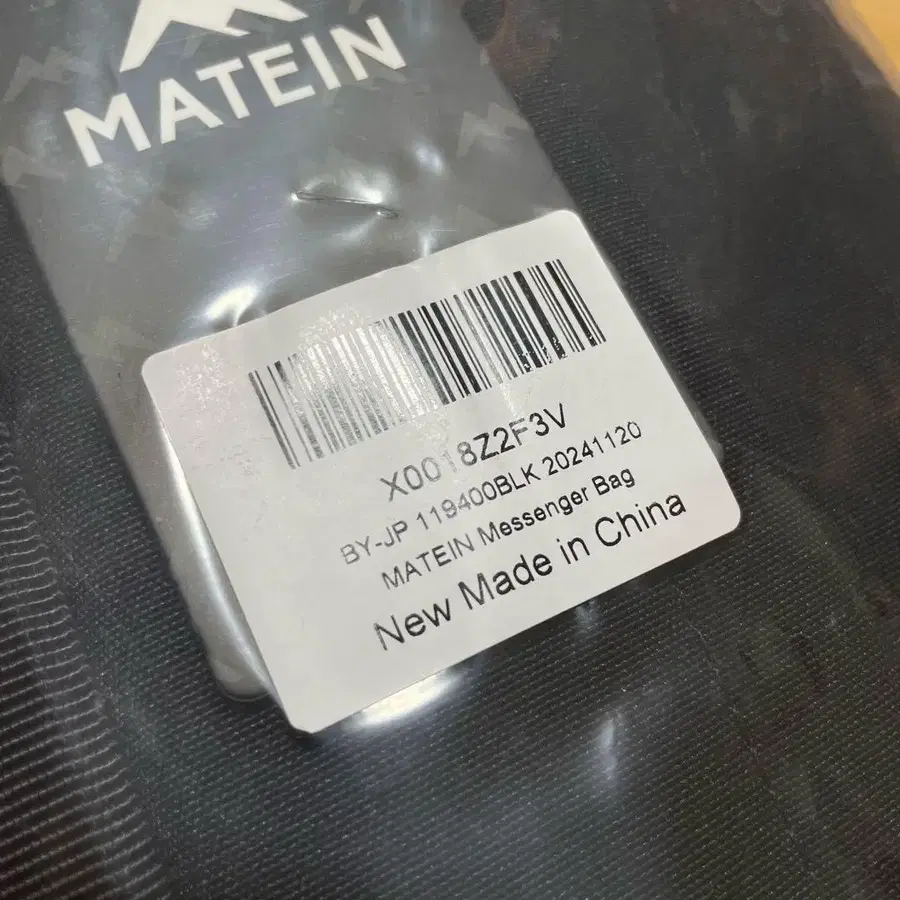 MATEIN
X0018Z2F3V
BY-JP 119400BLK 20241120
MATEIN Messenger Bag
New Made in China